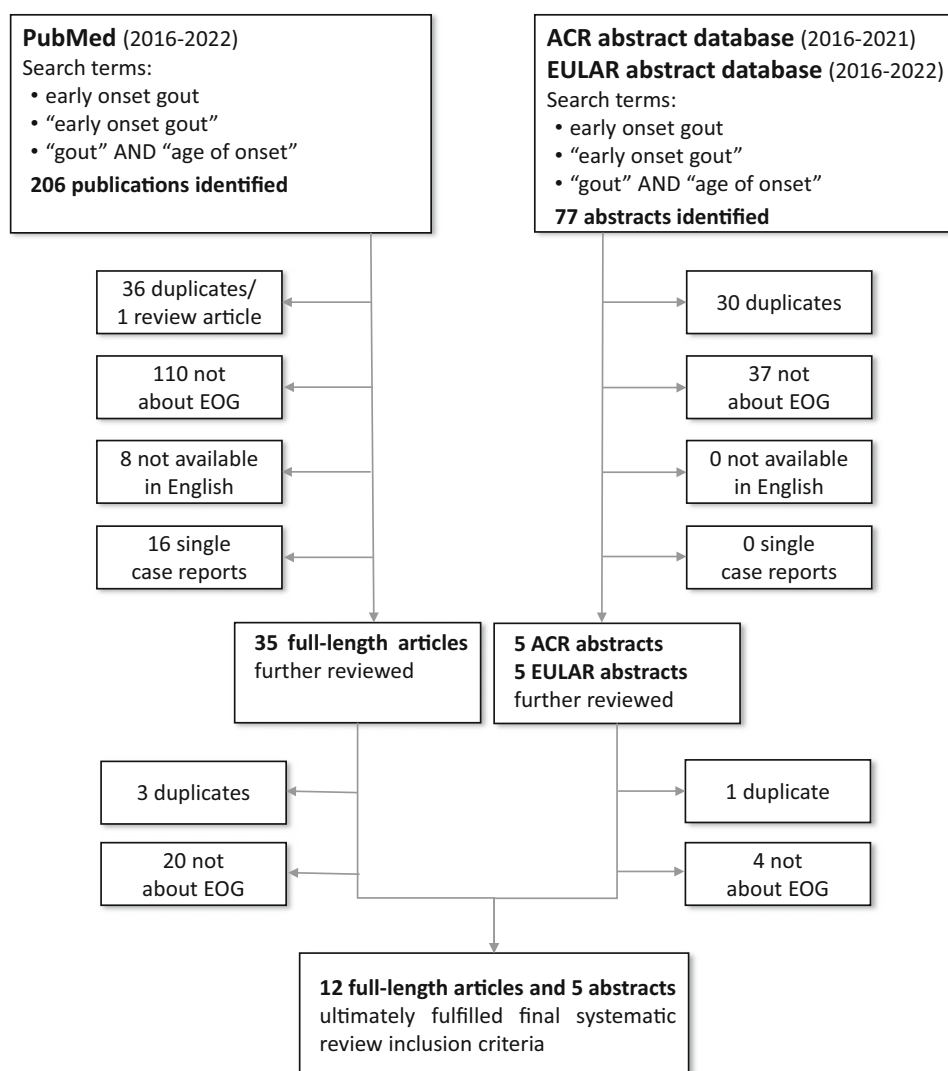 PubMed (2016-2022)
Search terms:
• early onset gout
• “early onset gout”
• “gout” AND “age of onset”
206 publications identified
ACR abstract database (2016-2021)
EULAR abstract database (2016-2022)
Search terms:
• early onset gout
• “early onset gout”
• “gout” AND “age of onset”
77 abstracts identified
36 duplicates/
1 review article
30 duplicates
110 not
about EOG
37 not
about EOG
8 not available
in English
0 not available
in English
16 single
case reports
0 single
case reports
35 full-length articles
further reviewed
5 ACR abstracts
5 EULAR abstracts
further reviewed
3 duplicates
1 duplicate
20 not
about EOG
4 not
about EOG
12 full-length articles and 5 abstracts
ultimately fulfilled final systematic
review inclusion criteria